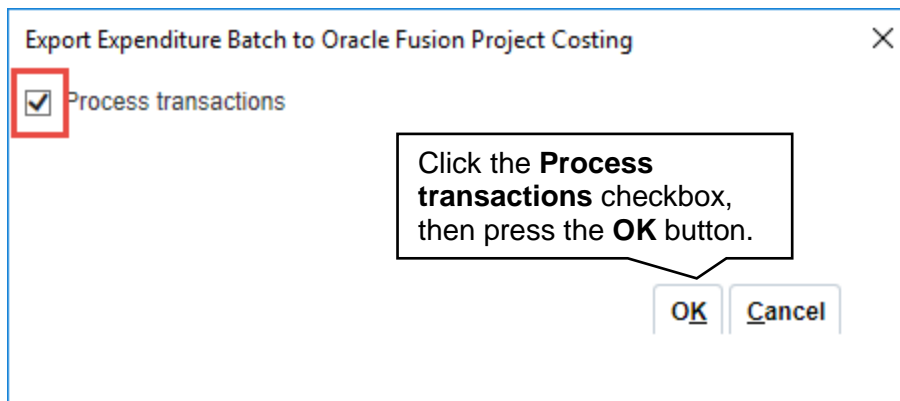 Export Expenditure Batch to Oracle Fusion Project Costing
Process transactions
Click the Process
transactions checkbox,
then press the OK button.
OK Cancel